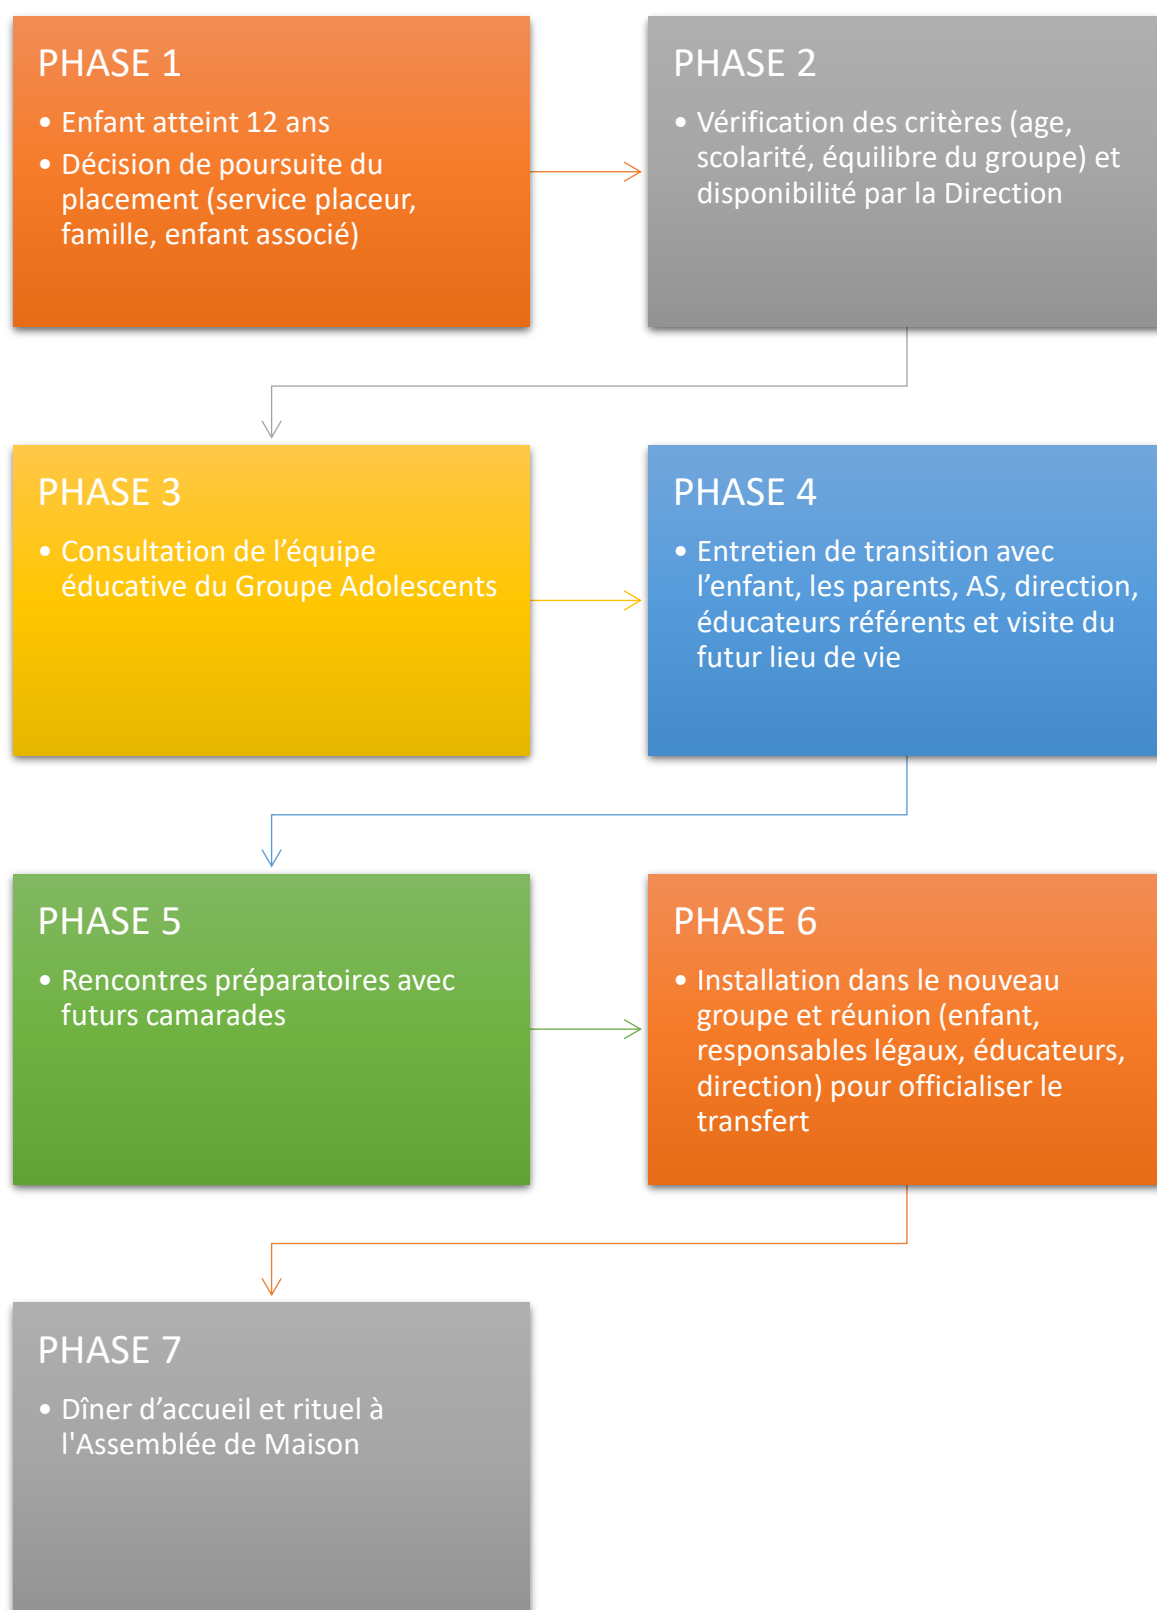 PHASE 1
• Enfant atteint 12 ans
• Décision de poursuite du
placement (service placeur,
famille, enfant associé)
PHASE 2
• Vérification des critères (age,
scolarité, équilibre du groupe) et
disponibilité par la Direction
PHASE 3
• Consultation de l’équipe
éducative du Groupe Adolescents
PHASE 4
• Entretien de transition avec
l’enfant, les parents, AS, direction,
éducateurs référents et visite du
futur lieu de vie
PHASE 5
• Rencontres préparatoires avec
futurs camarades
PHASE 6
• Installation dans le nouveau
groupe et réunion (enfant,
responsables légaux, éducateurs,
direction) pour officialiser le
transfert
PHASE 7
• Dîner d’accueil et rituel à
l'Assemblée de Maison